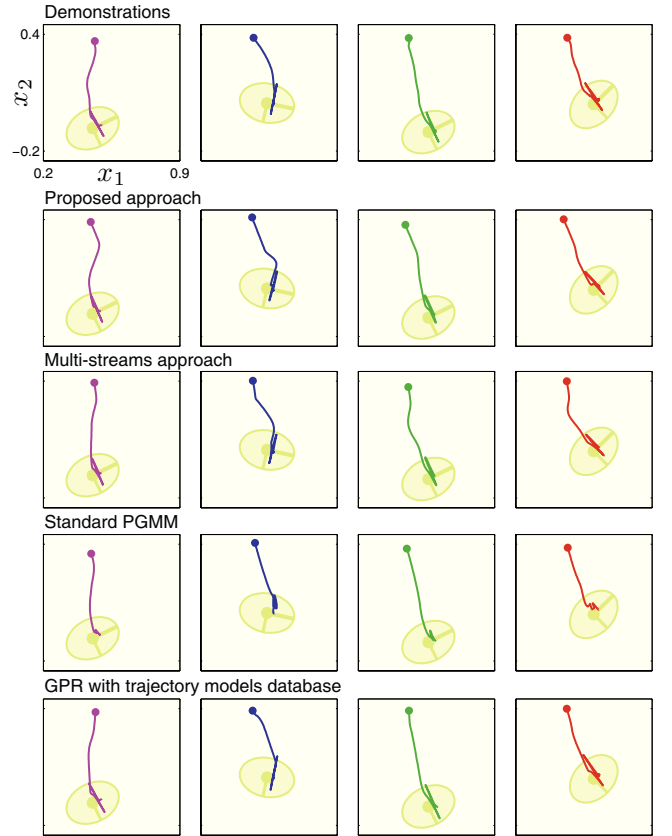 Demonstrations
0.4
x₂
−0.2
0.2
x₁
0.9
Proposed approach
Multi-streams approach
Standard PGMM
GPR with trajectory models database